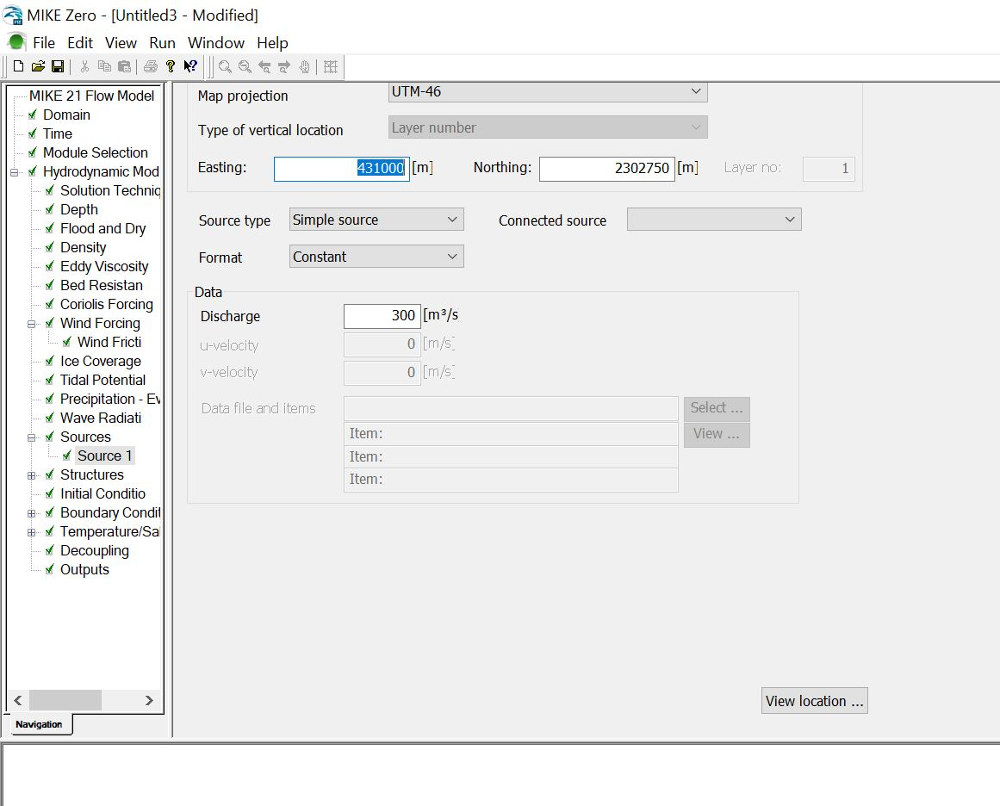 MIKE Zero - [Untitled3 - Modified]
File Edit View Run Window Help
MIKE 21 Flow Model
Domain
Time
Module Selection
Hydrodynamic Mod
Solution Techniq
Depth
Flood and Dry
Density
Eddy Viscosity
Bed Resistan
Coriolis Forcing
Wind Forcing
Wind Fricti
Ice Coverage
Tidal Potential
Precipitation - Ev
Wave Radiati
Sources
Source 1
Structures
Initial Conditio
Boundary Condit
Temperature/Sal
Decoupling
Outputs
Navigation
Map projection UTM-46
Type of vertical location Layer number
Easting: 431000 [m] Northing: 2302750 [m] Layer no: 1
Source type Simple source Connected source
Format Constant
Data
Discharge 300 [m³/s
u-velocity 0 [m/s]
v-velocity 0 [m/s]
Data file and items Select ...
Item: View ...
Item:
Item:
View location ...